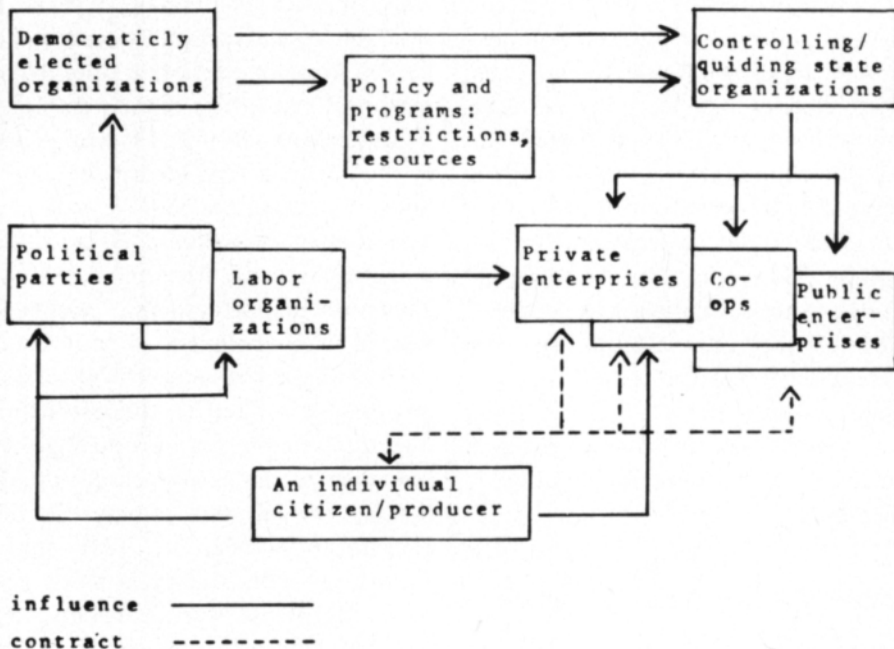 Democraticly
elected
organizations
Policy and
programs:
restrictions,
resources
Controlling/
quiding state
organizations
Political
parties
Labor
organi-
zations
Private
enterprises
Co-
ops
Public
enter-
prises
An individual
citizen/producer
influence
contract